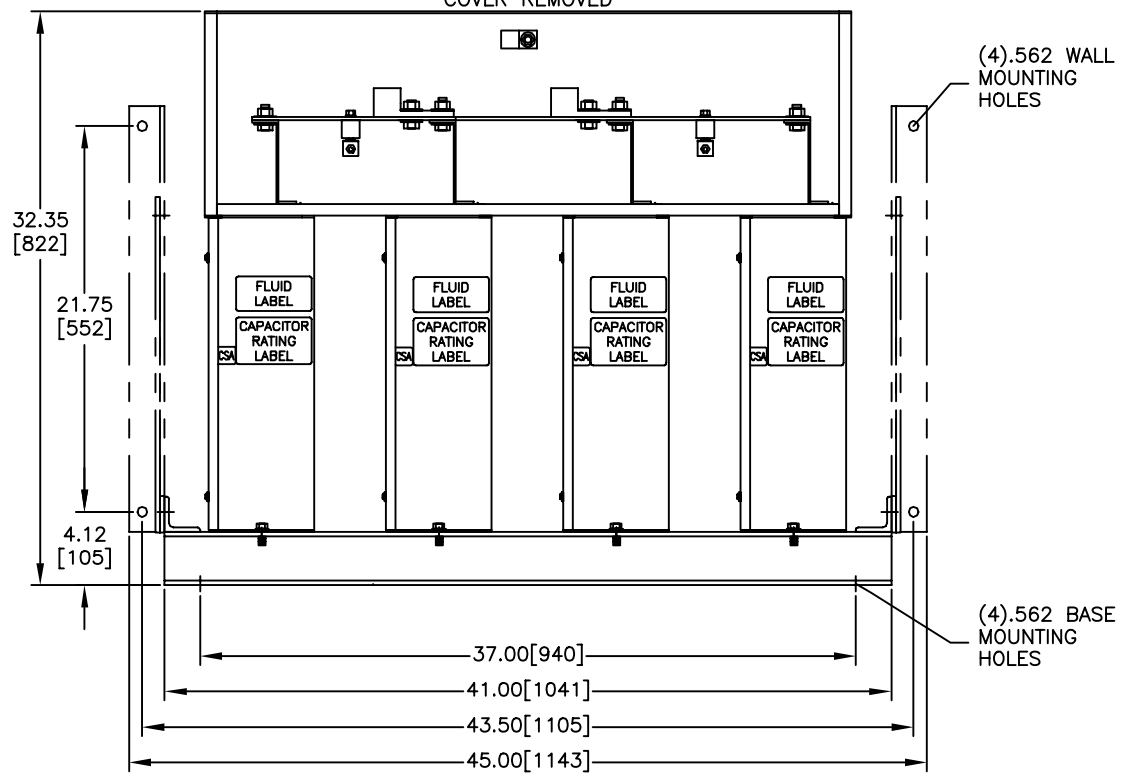 COVER REMOVED
(4).562 WALL
MOUNTING
HOLES
32.35
[822]
21.75
[552]
4.12
[105]
FLUID
LABEL
CAPACITOR
RATING
LABEL
CSA
FLUID
LABEL
CAPACITOR
RATING
LABEL
CSA
FLUID
LABEL
CAPACITOR
RATING
LABEL
CSA
FLUID
LABEL
CAPACITOR
RATING
LABEL
CSA
(4).562 BASE
MOUNTING
HOLES
37.00[940]
41.00[1041]
43.50[1105]
45.00[1143]